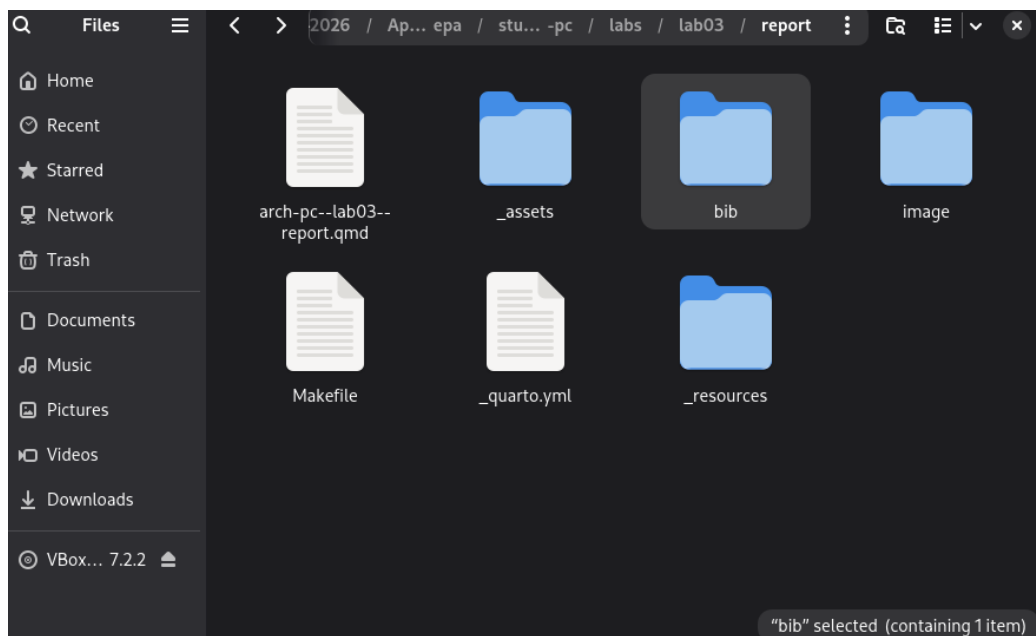 Files
2026 / Ap... epa / stu... -pc / labs / lab03 / report
Home
Recent
Starred
Network
Trash
Documents
Music
Pictures
Videos
Downloads
VBox... 7.2.2
arch-pc--lab03--
report.qmd
_assets
bib
image
Makefile
_quarto.yml
_resources
"bib" selected (containing 1 item)